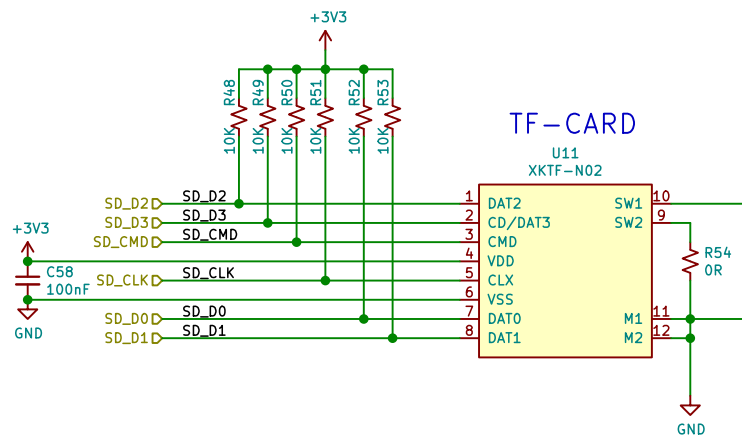 +3V3
R48
R49
R50
R51
R52
R53
10K
10K
10K
10K
10K
10K
TF-CARD
U11
XKTF-N02
SD_D2 SD_D2 1 DAT2 SW1 10
SD_D3 SD_D3 2 CD/DAT3 SW2 9
SD_CMD SD_CMD 3 CMD
+3V3
4 VDD
R54
0R
C58
100nF
SD_CLK SD_CLK 5 CLX
6 VSS
GND
SD_D0 SD_D0 7 DAT0 M1 11
SD_D1 SD_D1 8 DAT1 M2 12
GND